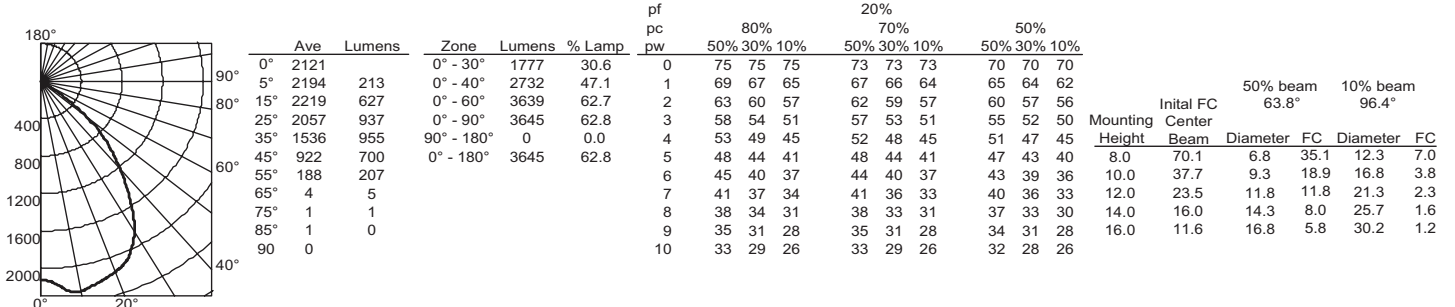 180°
90°
80°
400
800
60°
1200
1600
40°
2000
0° 20°
Ave Lumens
0° 2121
5° 2194 213
15° 2219 627
25° 2057 937
35° 1536 955
45° 922 700
55° 188 207
65° 4 5
75° 1 1
85° 1 0
90 0
Zone Lumens % Lamp
0° - 30° 1777 30.6
0° - 40° 2732 47.1
0° - 60° 3639 62.7
0° - 90° 3645 62.8
90° - 180° 0 0.0
0° - 180° 3645 62.8
pf 20%
pc 80% 70% 50%
pw 50% 30% 10% 50% 30% 10% 50% 30% 10%
0 75 75 75 73 73 73 70 70 70
1 69 67 65 67 66 64 65 64 62
2 63 60 57 62 59 57 60 57 56
3 58 54 51 57 53 51 55 52 50
4 53 49 45 52 48 45 51 47 45
5 48 44 41 48 44 41 47 43 40
6 45 40 37 44 40 37 43 39 36
7 41 37 34 41 36 33 40 36 33
8 38 34 31 38 33 31 37 33 30
9 35 31 28 35 31 28 34 31 28
10 33 29 26 33 29 26 32 28 26
50% beam 10% beam
Inital FC 63.8° 96.4°
Mounting Center
Height Beam Diameter FC Diameter FC
8.0 70.1 6.8 35.1 12.3 7.0
10.0 37.7 9.3 18.9 16.8 3.8
12.0 23.5 11.8 11.8 21.3 2.3
14.0 16.0 14.3 8.0 25.7 1.6
16.0 11.6 16.8 5.8 30.2 1.2